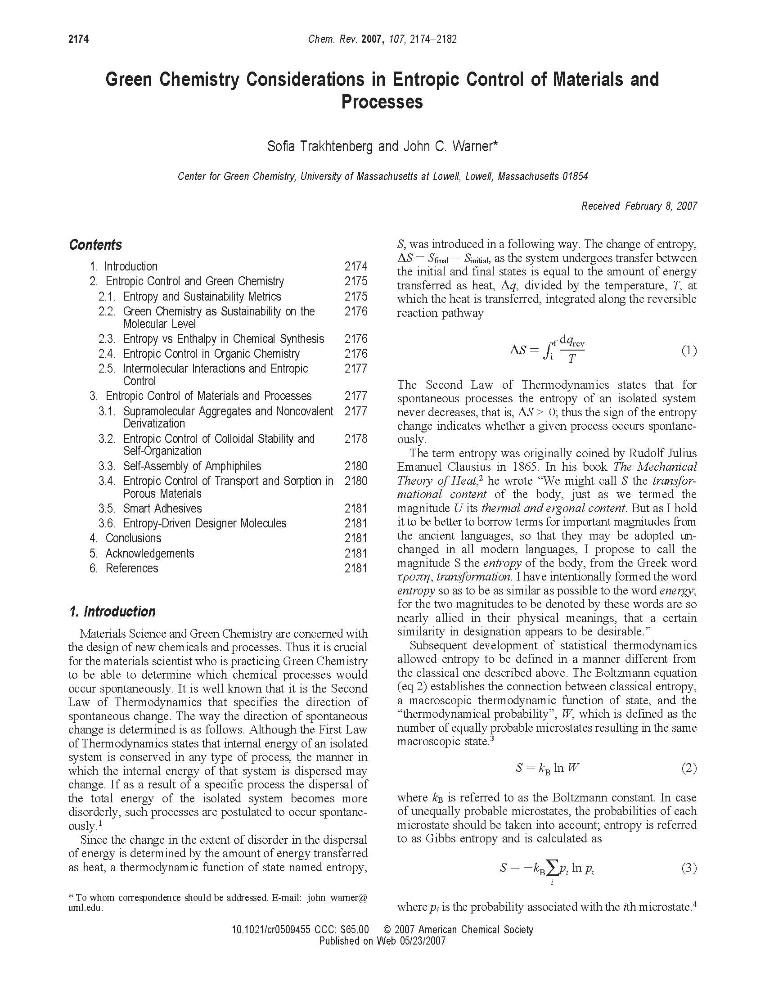 2174
Chem. Rev. 2007, 107, 2174−2182
Green Chemistry Considerations in Entropic Control of Materials and
Processes
Sofia Trakhtenberg and John C. Warner*
Center for Green Chemistry, University of Massachusetts at Lowell, Lowell, Massachusetts 01854
Received February 8, 2007
Contents
1. Introduction 2174
2. Entropic Control and Green Chemistry 2175
2.1. Entropy and Sustainability Metrics 2175
2.2. Green Chemistry as Sustainability on the 2176
Molecular Level
2.3. Entropy vs Enthalpy in Chemical Synthesis 2176
2.4. Entropic Control in Organic Chemistry 2176
2.5. Intermolecular Interactions and Entropic 2177
Control
3. Entropic Control of Materials and Processes 2177
3.1. Supramolecular Aggregates and Noncovalent 2177
Derivatization
3.2. Entropic Control of Colloidal Stability and 2178
Self-Organization
3.3. Self-Assembly of Amphiphiles 2180
3.4. Entropic Control of Transport and Sorption in 2180
Porous Materials
3.5. Smart Adhesives 2181
3.6. Entropy-Driven Designer Molecules 2181
4. Conclusions 2181
5. Acknowledgements 2181
6. References 2181
1. Introduction
Materials Science and Green Chemistry are concerned with
the design of new chemicals and processes. Thus it is crucial
for the materials scientist who is practicing Green Chemistry
to be able to determine which chemical processes would
occur spontaneously. It is well known that it is the Second
Law of Thermodynamics that specifies the direction of
spontaneous change. The way the direction of spontaneous
change is determined is as follows. Although the First Law
of Thermodynamics states that internal energy of an isolated
system is conserved in any type of process, the manner in
which the internal energy of that system is dispersed may
change. If as a result of a specific process the dispersal of
the total energy of the isolated system becomes more
disorderly, such processes are postulated to occur spontane-
ously.1
Since the change in the extent of disorder in the dispersal
of energy is determined by the amount of energy transferred
as heat, a thermodynamic function of state named entropy,
* To whom correspondence should be addressed. E-mail: john_warner@
uml.edu.
S, was introduced in a following way. The change of entropy,
ΔS = Sfinal − Sinitial, as the system undergoes transfer between
the initial and final states is equal to the amount of energy
transferred as heat, Δq, divided by the temperature, T, at
which the heat is transferred, integrated along the reversible
reaction pathway
ΔS = ∫if dqrev/T (1)
The Second Law of Thermodynamics states that for
spontaneous processes the entropy of an isolated system
never decreases, that is, ΔS > 0; thus the sign of the entropy
change indicates whether a given process occurs spontane-
ously.
The term entropy was originally coined by Rudolf Julius
Emanuel Clausius in 1865. In his book The Mechanical
Theory of Heat,2 he wrote “We might call S the transfor-
mational content of the body, just as we termed the
magnitude U its thermal and ergonal content. But as I hold
it to be better to borrow terms for important magnitudes from
the ancient languages, so that they may be adopted un-
changed in all modern languages, I propose to call the
magnitude S the entropy of the body, from the Greek word
τροπη, transformation. I have intentionally formed the word
entropy so as to be as similar as possible to the word energy,
for the two magnitudes to be denoted by these words are so
nearly allied in their physical meanings, that a certain
similarity in designation appears to be desirable.”
Subsequent development of statistical thermodynamics
allowed entropy to be defined in a manner different from
the classical one described above. The Boltzmann equation
(eq 2) establishes the connection between classical entropy,
a macroscopic thermodynamic function of state, and the
“thermodynamical probability”, W, which is defined as the
number of equally probable microstates resulting in the same
macroscopic state.3
S = kB ln W (2)
where kB is referred to as the Boltzmann constant. In case
of unequally probable microstates, the probabilities of each
microstate should be taken into account; entropy is referred
to as Gibbs entropy and is calculated as
S = −kB∑i pi ln pi (3)
where pi is the probability associated with the ith microstate.4
10.1021/cr0509455 CCC: $65.00 © 2007 American Chemical Society
Published on Web 05/23/2007